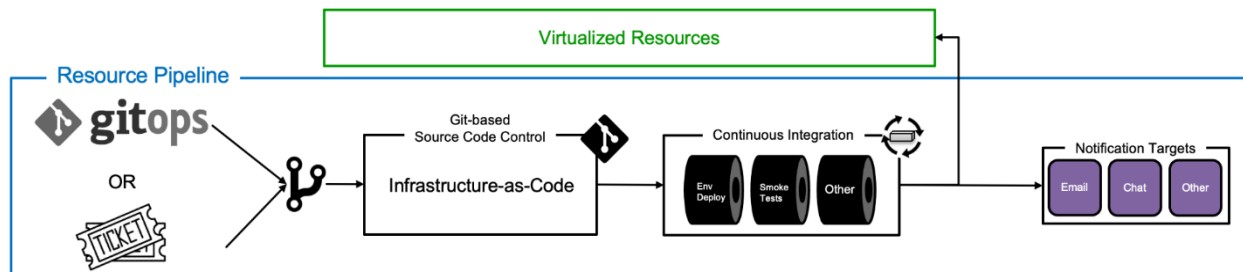 Virtualized Resources
Resource Pipeline
gitops
OR
TICKET
Git-based
Source Code Control
Infrastructure-as-Code
Continuous Integration
Env
Deploy
Smoke
Tests
Other
Notification Targets
Email
Chat
Other